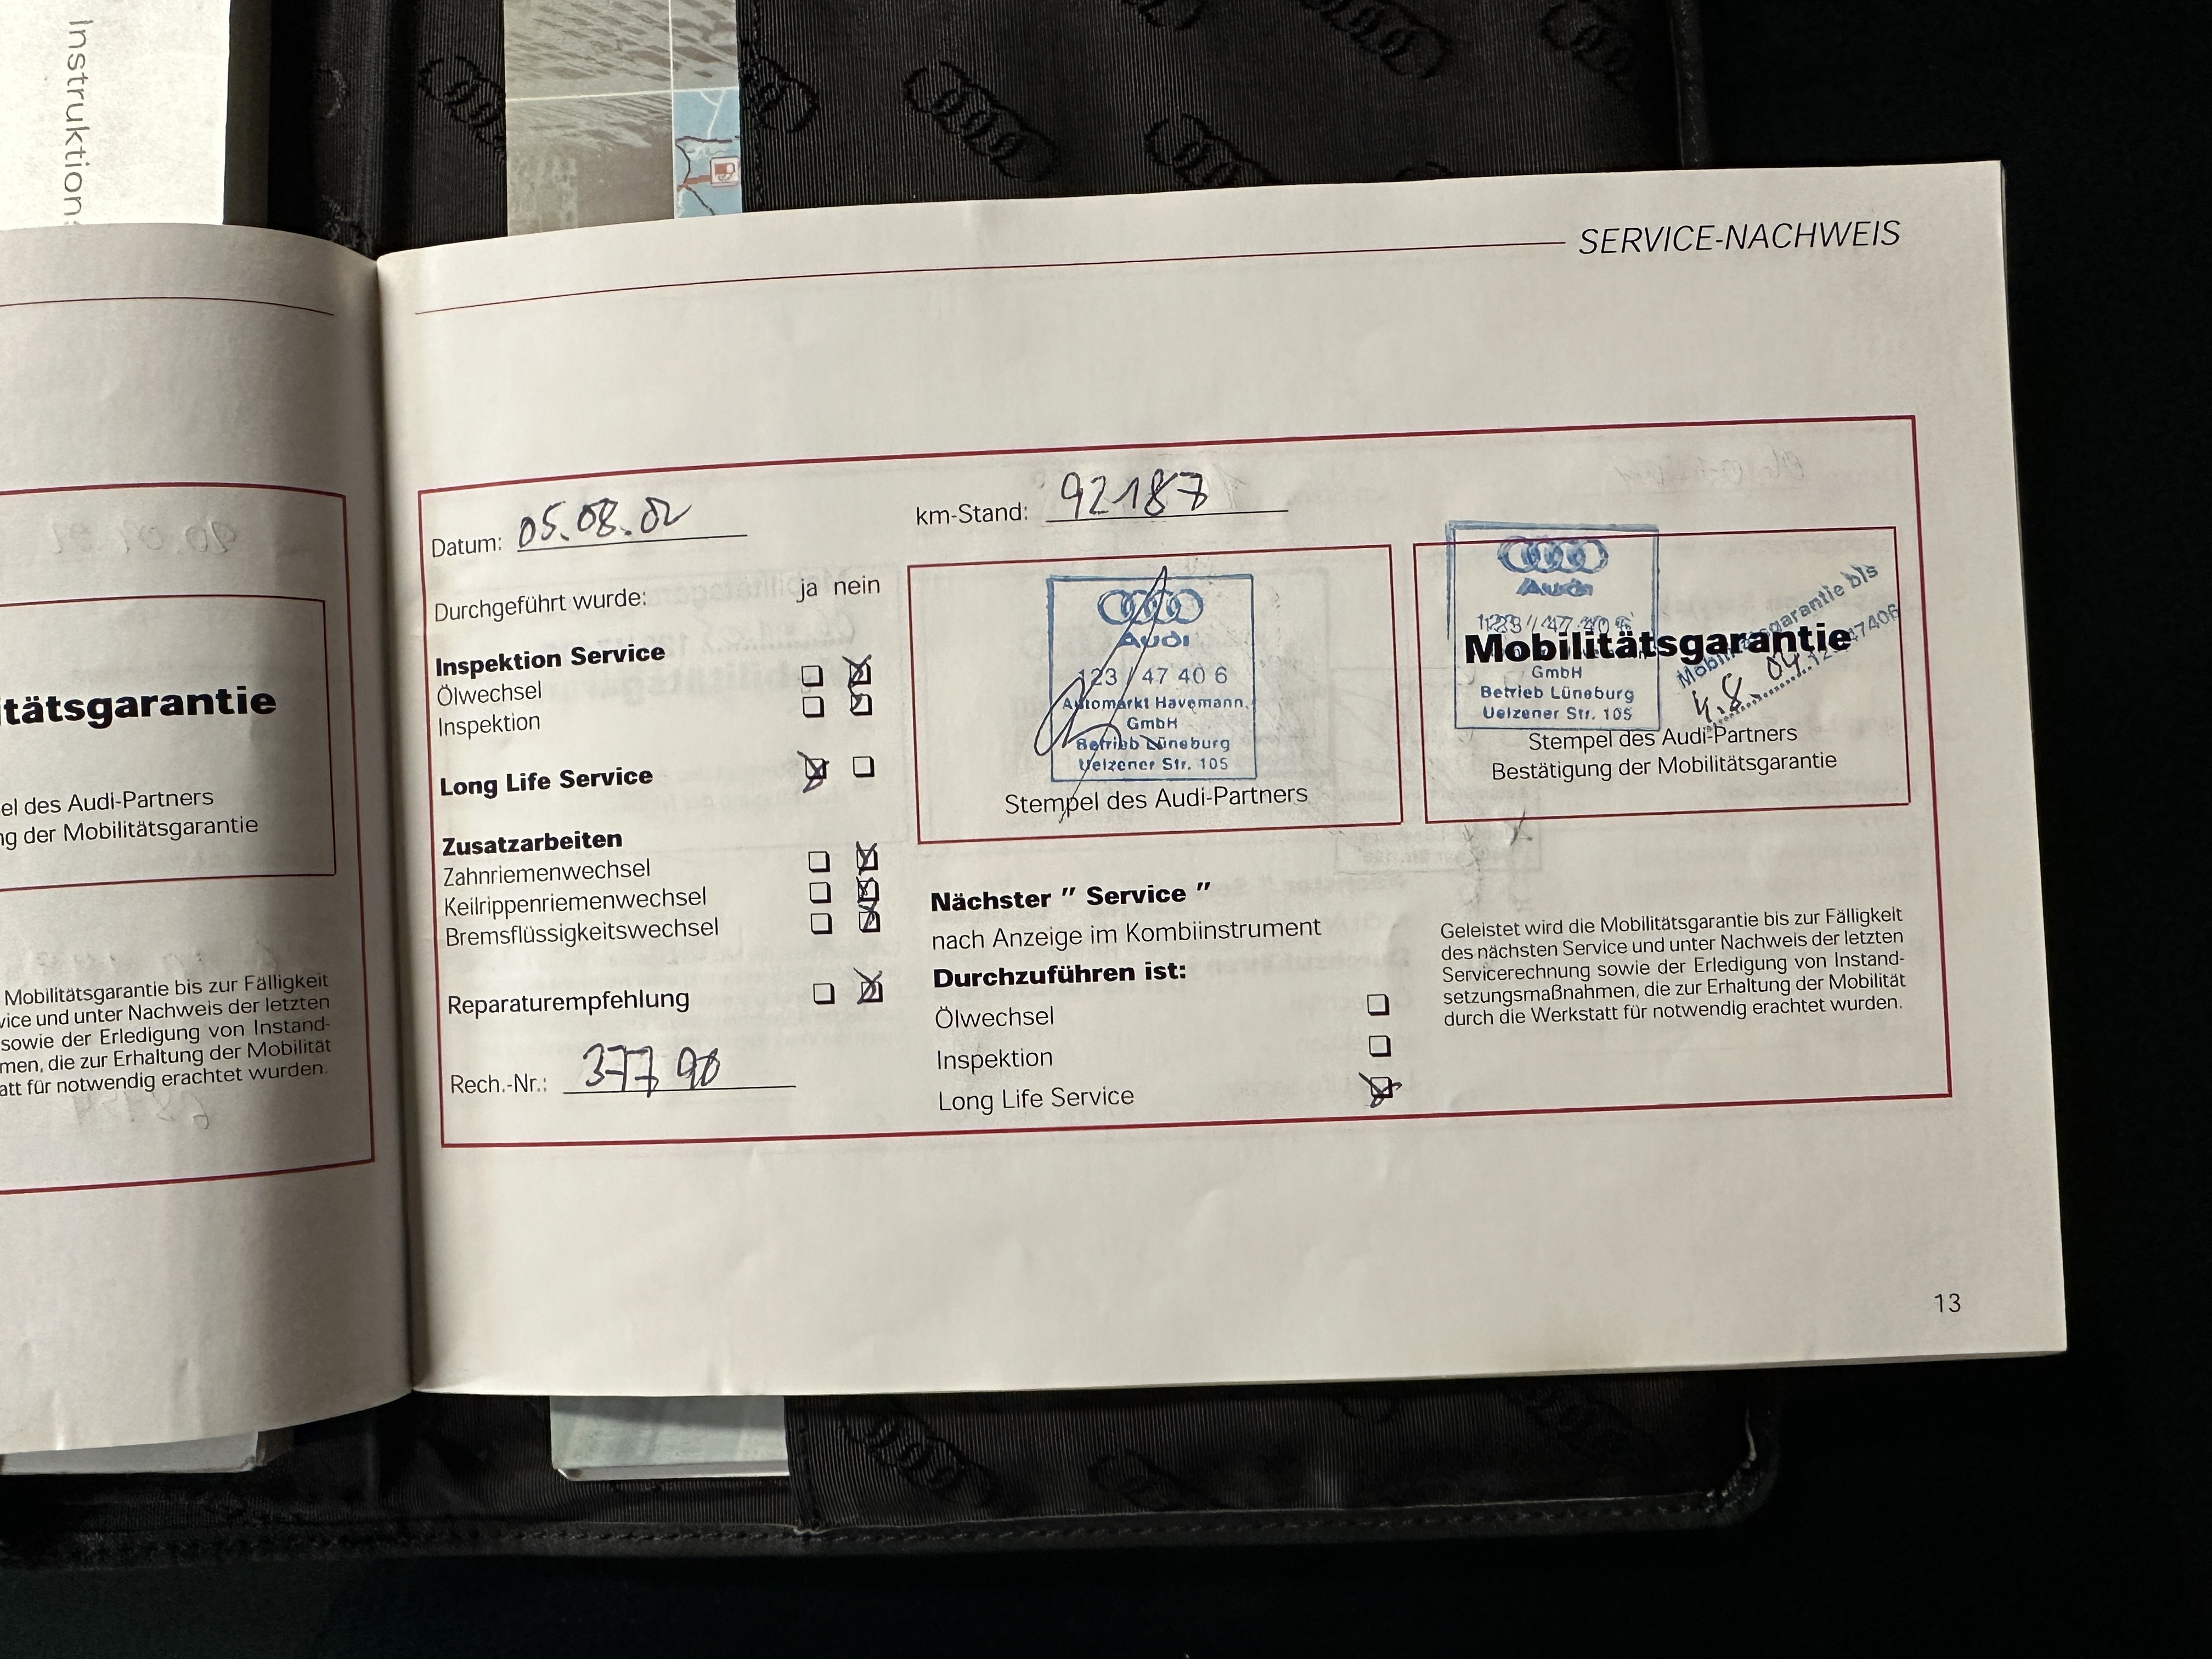 Instruktion
SERVICE-NACHWEIS
itätsgarantie
el des Audi-Partners
ng der Mobilitätsgarantie
Mobilitätsgarantie bis zur Fälligkeit
vice und unter Nachweis der letzten
sowie der Erledigung von Instand-
men, die zur Erhaltung der Mobilität
att für notwendig erachtet wurden.
Datum: 05.08.02
km-Stand: 92187
Durchgeführt wurde: ja nein
Inspektion Service
Ölwechsel
Inspektion
Long Life Service
Zusatzarbeiten
Zahnriemenwechsel
Keilrippenriemenwechsel
Bremsflüssigkeitswechsel
Reparaturempfehlung
Rech.-Nr.: 37790
Audi
123 / 47 40 6
Automarkt Havemann
GmbH
Betrieb Lüneburg
Uelzener Str. 105
Stempel des Audi-Partners
Nächster " Service "
nach Anzeige im Kombiinstrument
Durchzuführen ist:
Ölwechsel
Inspektion
Long Life Service
Audi
123 / 47 40 6
Mobilitätsgarantie
GmbH
Betrieb Lüneburg
Uelzener Str. 105
Mobilitätsgarantie bis
4.8.04
Stempel des Audi-Partners
Bestätigung der Mobilitätsgarantie
Geleistet wird die Mobilitätsgarantie bis zur Fälligkeit
des nächsten Service und unter Nachweis der letzten
Servicerechnung sowie der Erledigung von Instand-
setzungsmaßnahmen, die zur Erhaltung der Mobilität
durch die Werkstatt für notwendig erachtet wurden.
13